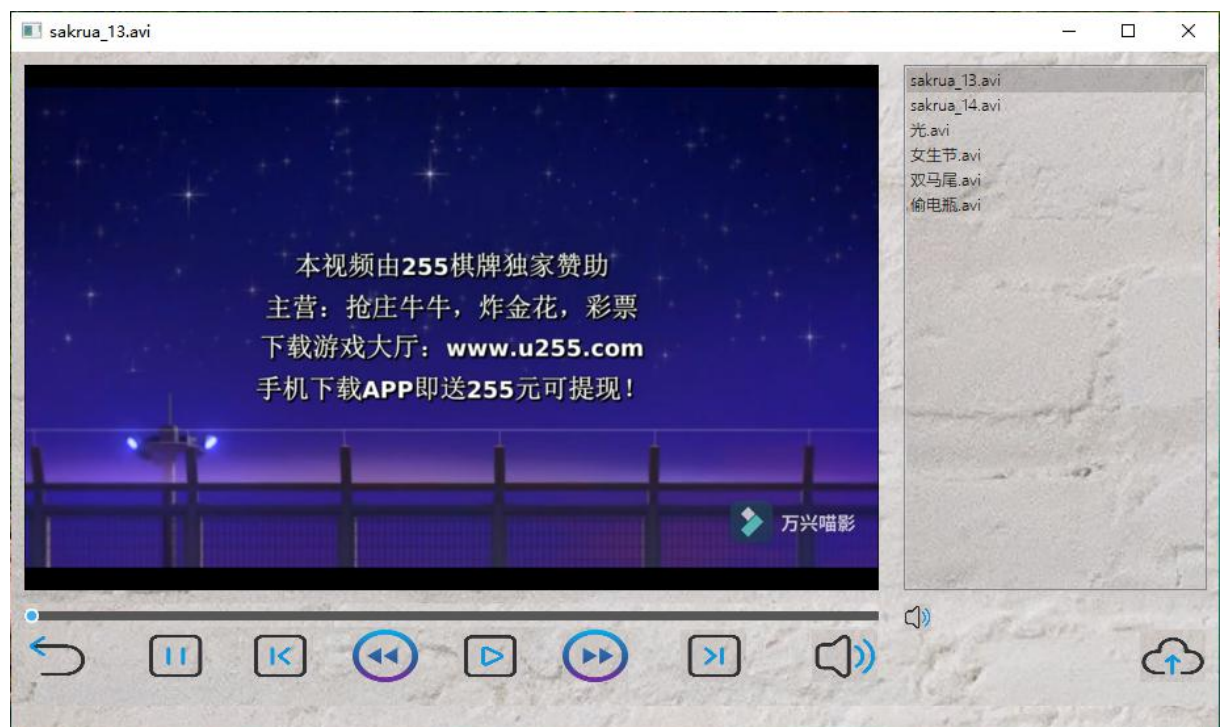 sakrua_13.avi
本视频由255棋牌独家赞助
主营：抢庄牛牛，炸金花，彩票
下载游戏大厅：www.u255.com
手机下载APP即送255元可提现！
万兴喵影
sakrua_13.avi
sakrua_14.avi
光.avi
女生节.avi
双马尾.avi
偷电瓶.avi